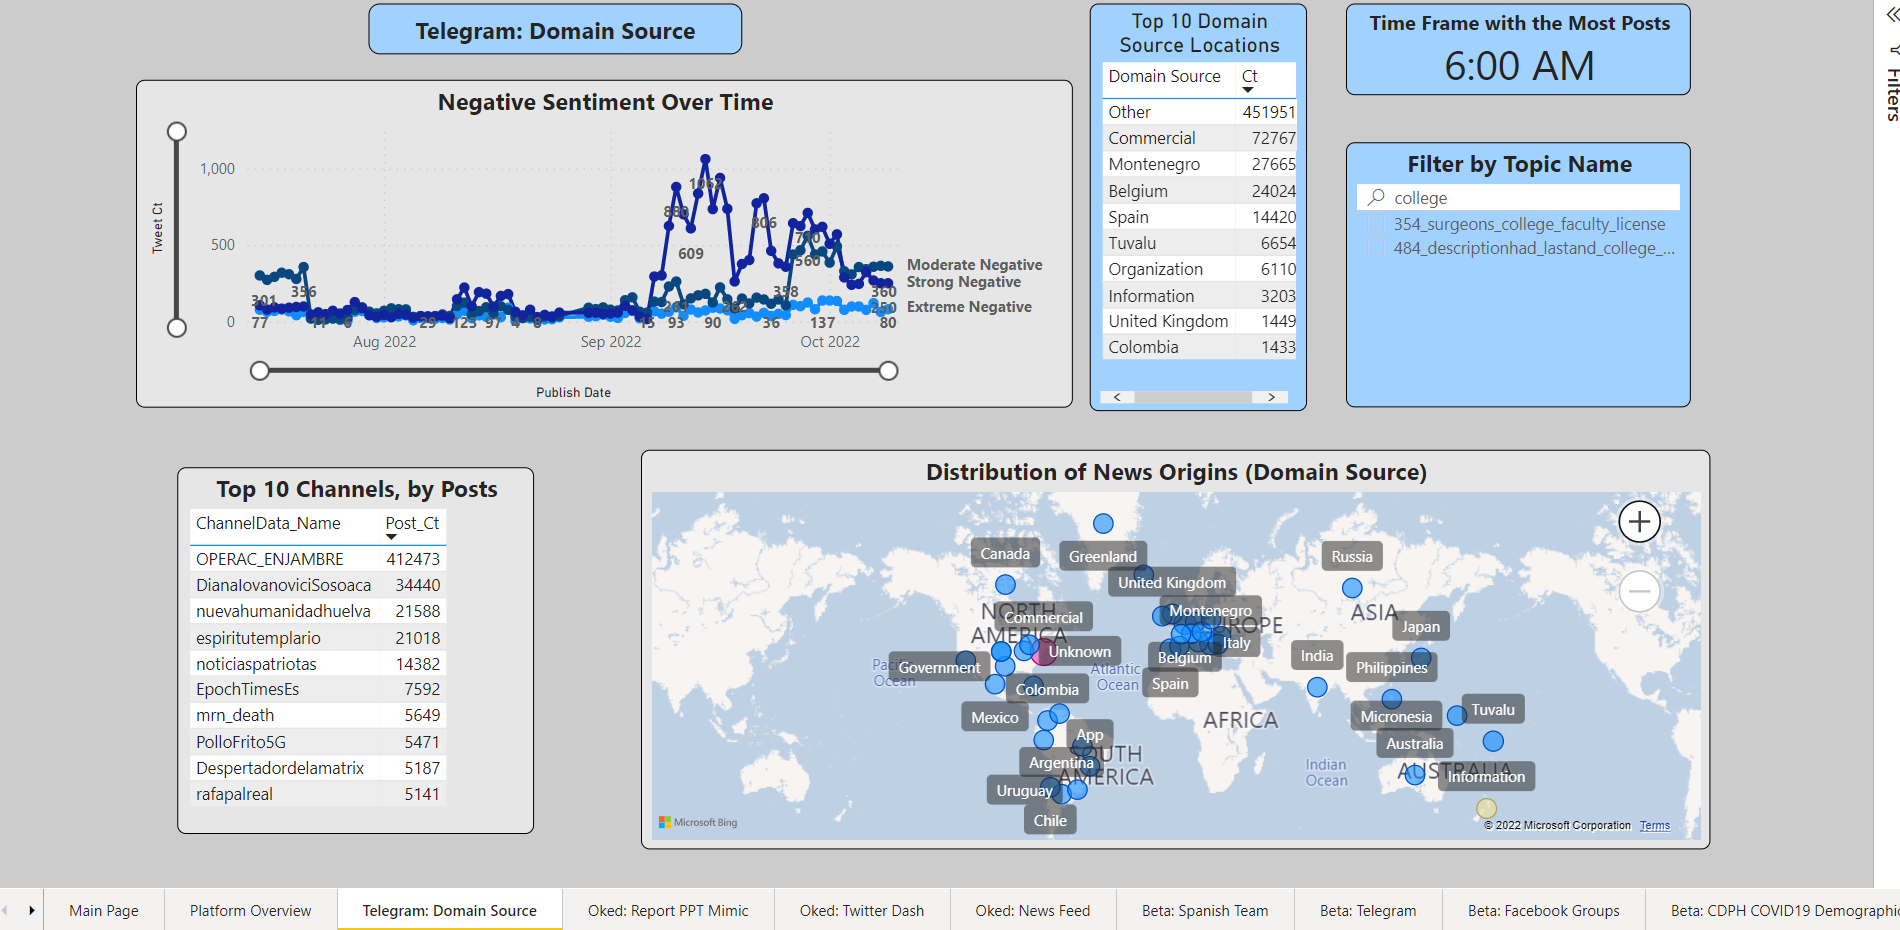 Telegram: Domain Source
Negative Sentiment Over Time
Tweet Ct
1,000
500
0
1062
880
806
609
710
560
356
301
358
261
262
360
250
77
11
6
29
123
97
4
8
15
93
90
36
137
80
Moderate Negative
Strong Negative
Extreme Negative
Aug 2022
Sep 2022
Oct 2022
Publish Date
Top 10 Domain
Source Locations
Domain Source Ct
Other 451951
Commercial 72767
Montenegro 27665
Belgium 24024
Spain 14420
Tuvalu 6654
Organization 6110
Information 3203
United Kingdom 1449
Colombia 1433
Time Frame with the Most Posts
6:00 AM
Filter by Topic Name
college
354_surgeons_college_faculty_license
484_descriptionhad_lastand_college_...
Filters
Top 10 Channels, by Posts
ChannelData_Name Post_Ct
OPERAC_ENJAMBRE 412473
DianaIovanoviciSosoaca 34440
nuevahumanidadhuelva 21588
espiritutemplario 21018
noticiaspatriotas 14382
EpochTimesEs 7592
mrn_death 5649
PolloFrito5G 5471
Despertadordelamatrix 5187
rafapalreal 5141
Distribution of News Origins (Domain Source)
Canada
Greenland
Russia
United Kingdom
NORTH
AMERICA
Commercial
Montenegro
EUROPE
ASIA
Japan
Unknown
Italy
Government
Pacific
Ocean
Atlantic
Ocean
Belgium
India
Philippines
Colombia
Spain
Mexico
AFRICA
Micronesia
Tuvalu
App
Australia
Argentina
SOUTH
AMERICA
Indian
Ocean
AUSTRALIA
Information
Uruguay
Chile
Microsoft Bing
© 2022 Microsoft Corporation Terms
Main Page
Platform Overview
Telegram: Domain Source
Oked: Report PPT Mimic
Oked: Twitter Dash
Oked: News Feed
Beta: Spanish Team
Beta: Telegram
Beta: Facebook Groups
Beta: CDPH COVID19 Demographic